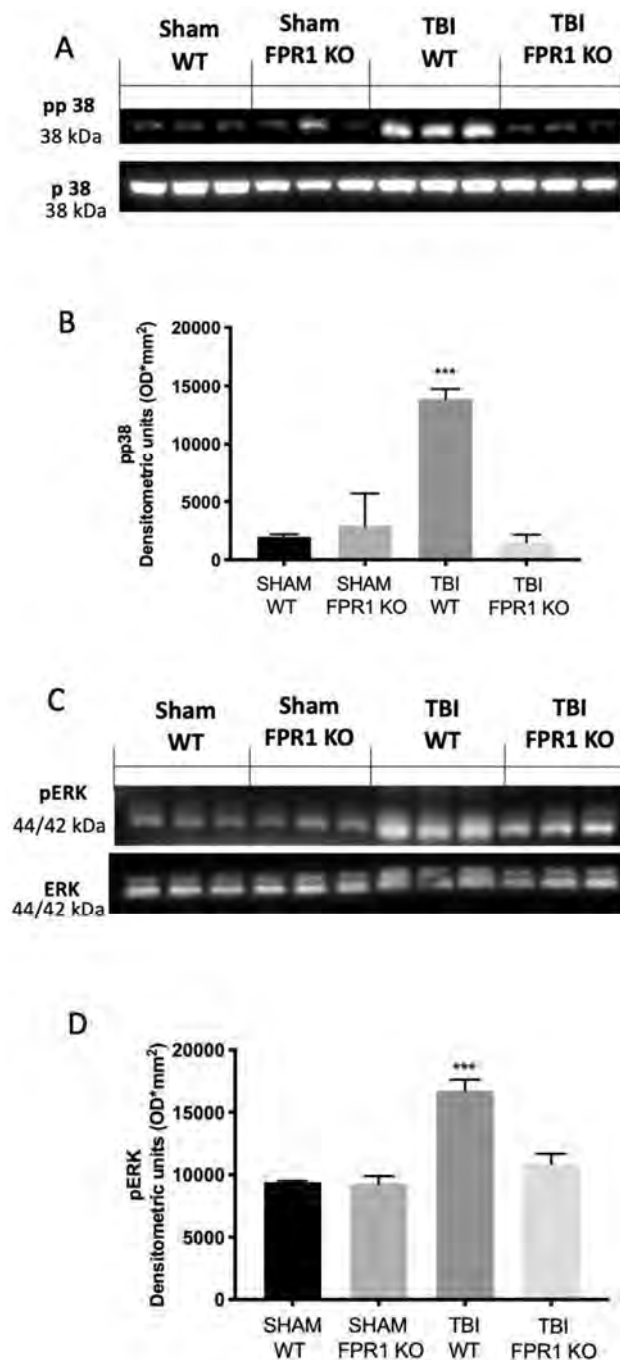 A
Sham WT
Sham FPR1 KO
TBI WT
TBI FPR1 KO
pp 38
38 kDa
p 38
38 kDa
B
pp38
Densitometric units (OD*mm²)
20000
15000
10000
5000
0
***
SHAM WT
SHAM FPR1 KO
TBI WT
TBI FPR1 KO
C
Sham WT
Sham FPR1 KO
TBI WT
TBI FPR1 KO
pERK
44/42 kDa
ERK
44/42 kDa
D
pERK
Densitometric units (OD*mm²)
20000
15000
10000
5000
0
***
SHAM WT
SHAM FPR1 KO
TBI WT
TBI FPR1 KO